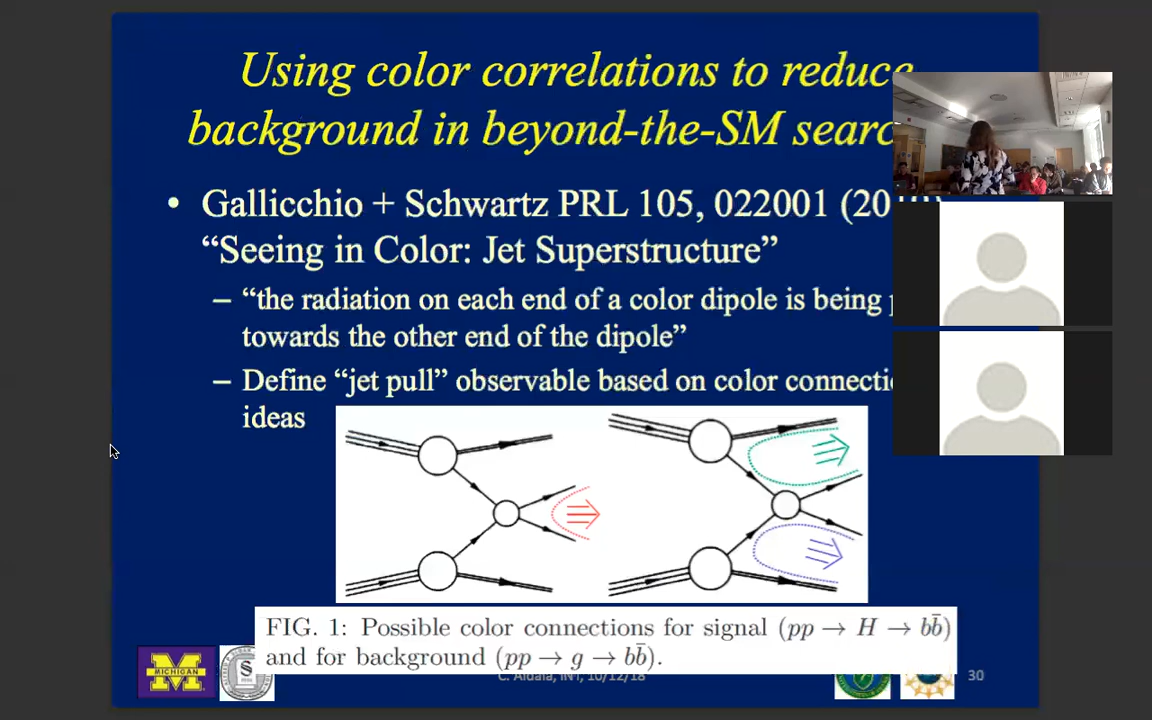 Using color correlations to reduce
background in beyond-the-SM searc
• Gallicchio + Schwartz PRL 105, 022001 (20
“Seeing in Color: Jet Superstructure”
– “the radiation on each end of a color dipole is being
towards the other end of the dipole”
– Define “jet pull” observable based on color connecti
ideas
FIG. 1: Possible color connections for signal (pp → H → bb̄)
and for background (pp → g → bb̄).
M
MICHIGAN
C. Aidala, INT, 10/12/18
30